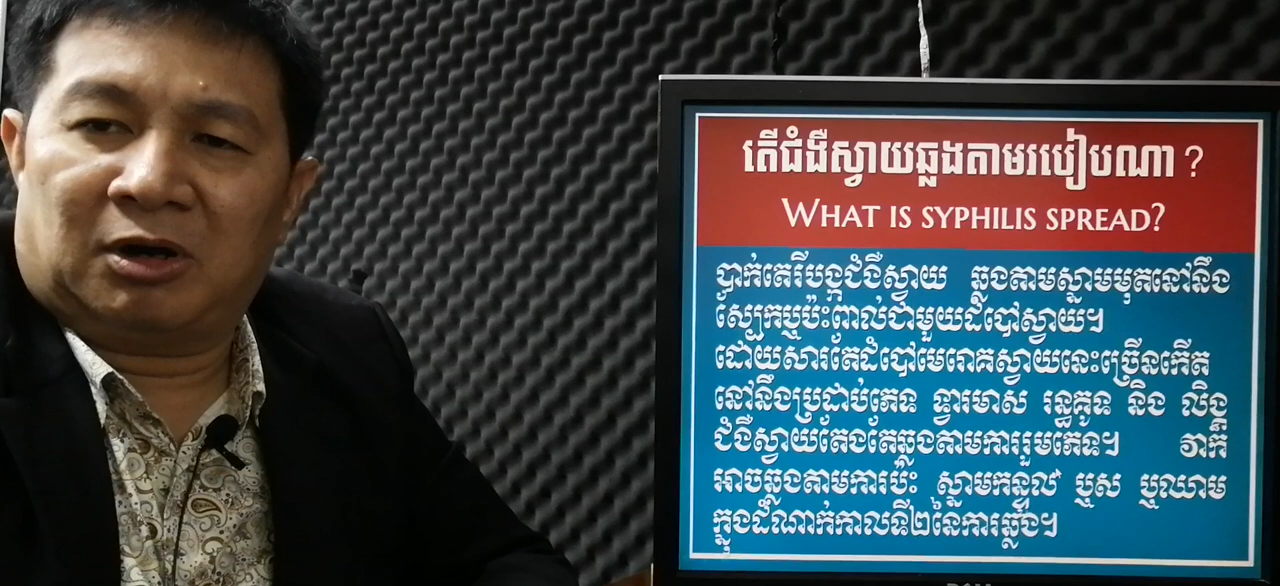 តើជំងឺស្វាយឆ្លងតាមរបៀបណា ?
WHAT IS SYPHILIS SPREAD?
បាក់តេរីបង្កជំងឺស្វាយ ឆ្លងតាមស្នាមមុតនៅនឹង
ស្បែកឬប៉ះពាល់ជាមួយដំបៅស្វាយ។
ដោយសារតែដំបៅមេរោគស្វាយនេះច្រើនកើត
នៅនឹងប្រដាប់ភេទ ទ្វារមាស រន្ធគូទ និង លិង្គ
ជំងឺស្វាយតែងតែឆ្លងតាមការរួមភេទ។ វាក៏
អាចឆ្លងតាមការប៉ះ ស្នាមកន្ទួល ឬស ឬឈាម
ក្នុងដំណាក់កាលទី២នៃការឆ្លង។